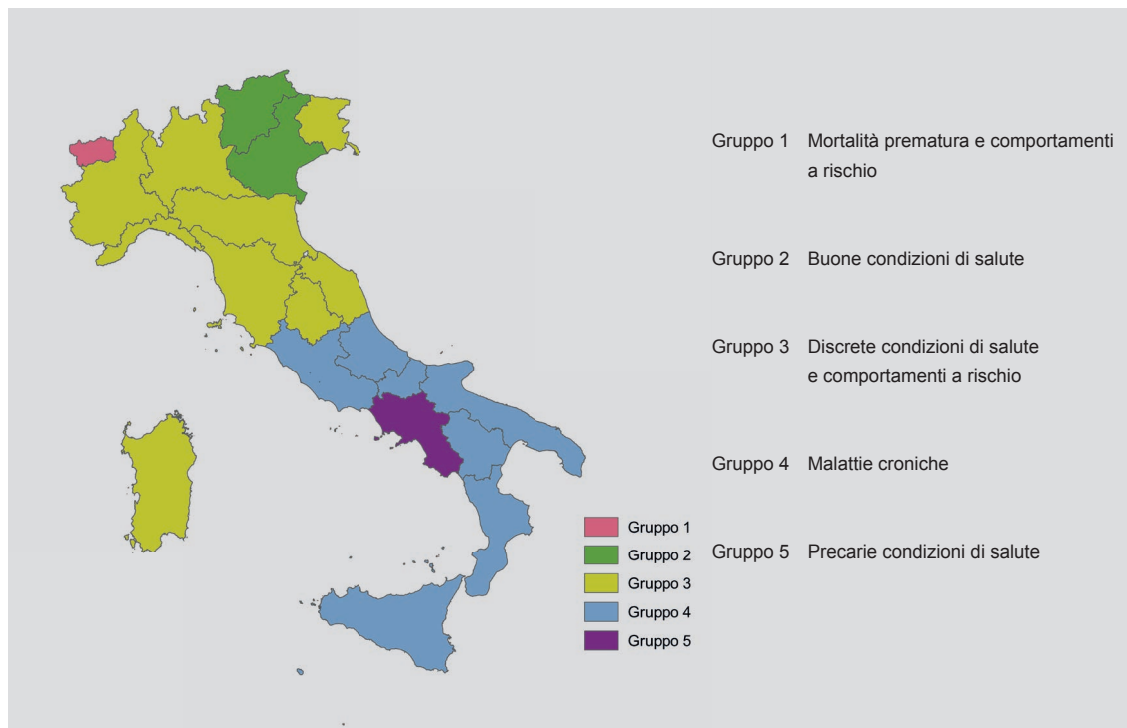 Gruppo 1 Mortalità prematura e comportamenti
a rischio
Gruppo 2 Buone condizioni di salute
Gruppo 3 Discrete condizioni di salute
e comportamenti a rischio
Gruppo 4 Malattie croniche
Gruppo 5 Precarie condizioni di salute
Gruppo 1
Gruppo 2
Gruppo 3
Gruppo 4
Gruppo 5